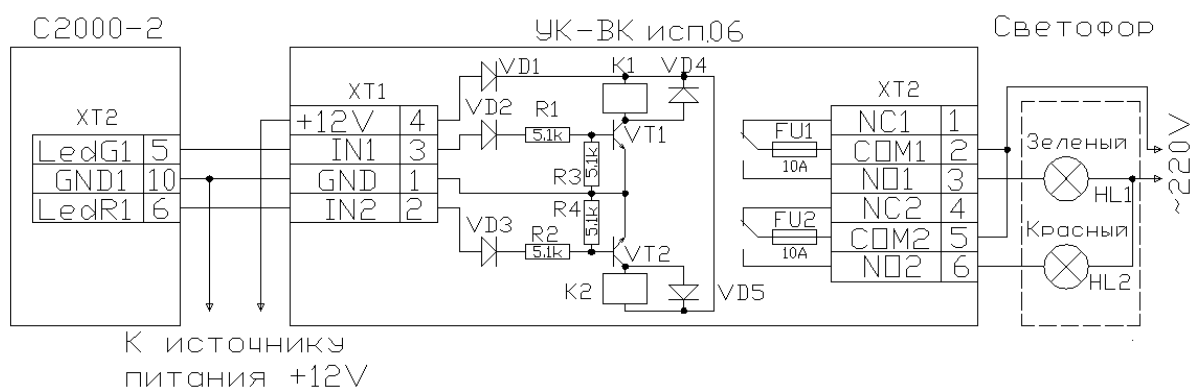 С2000-2
УК-ВК исп.06
Светофор
XT2
LedG1 5
GND1 10
LedR1 6
XT1
+12V 4
IN1 3
GND 1
IN2 2
VD1
VD2
R1
5.1k
K1
VD4
VT1
R3
5.1k
R4
5.1k
VD3
R2
5.1k
VT2
K2
VD5
XT2
FU1
10A
FU2
10A
NC1 1
COM1 2
NO1 3
NC2 4
COM2 5
NO2 6
Зеленый
HL1
Красный
HL2
~220V
К источнику
питания +12V